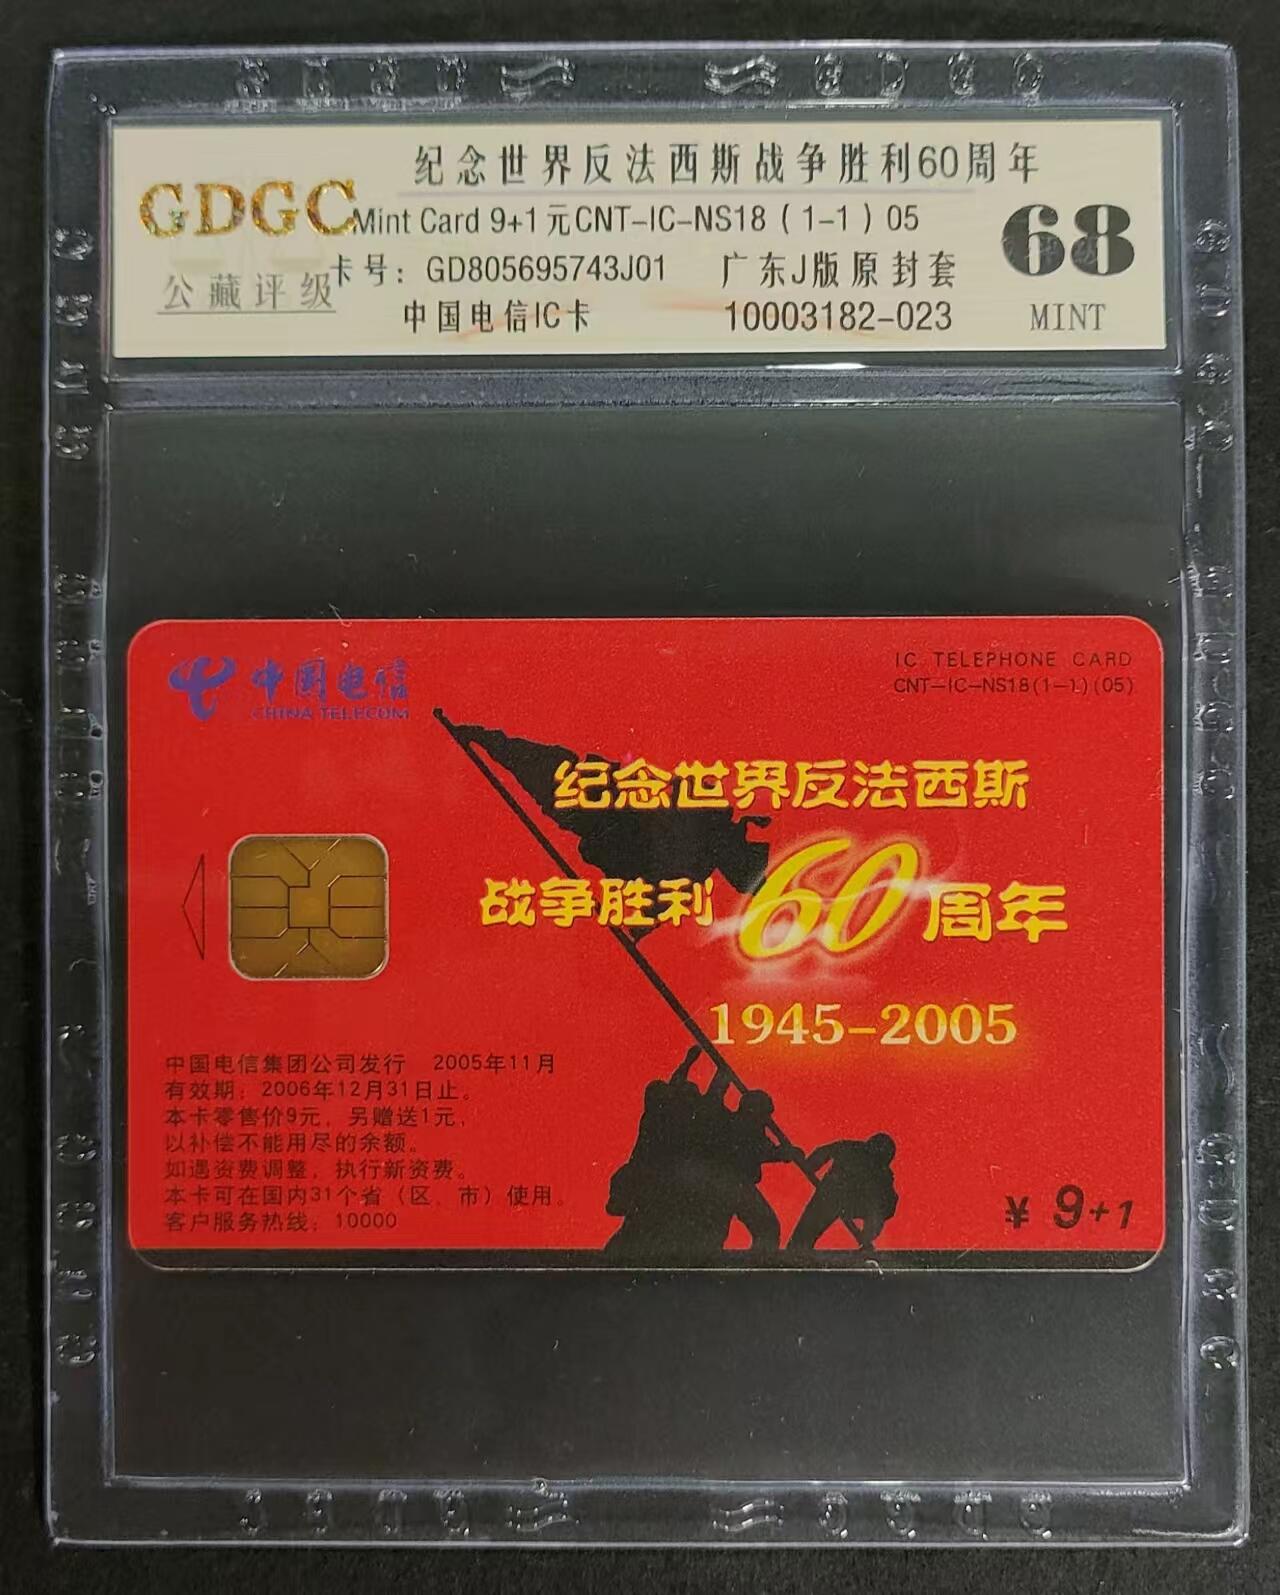 纪念世界反法西斯战争胜利60周年
GDGC
Mint Card 9+1元CNT-IC-NS18(1-1)05
68
公藏评级
卡号：GD805695743J01 广东J版原封套
中国电信IC卡 10003182-023
MINT
中国电信
CHINA TELECOM
IC TELEPHONE CARD
CNT-IC-NS18(1-1)(05)
纪念世界反法西斯
战争胜利60周年
1945-2005
中国电信集团公司发行 2005年11月
有效期：2006年12月31日止。
本卡零售价9元，另赠送1元，
以补偿不能用尽的余额。
如遇资费调整，执行新资费。
本卡可在国内31个省（区、市）使用。
客户服务热线：10000
¥ 9+1